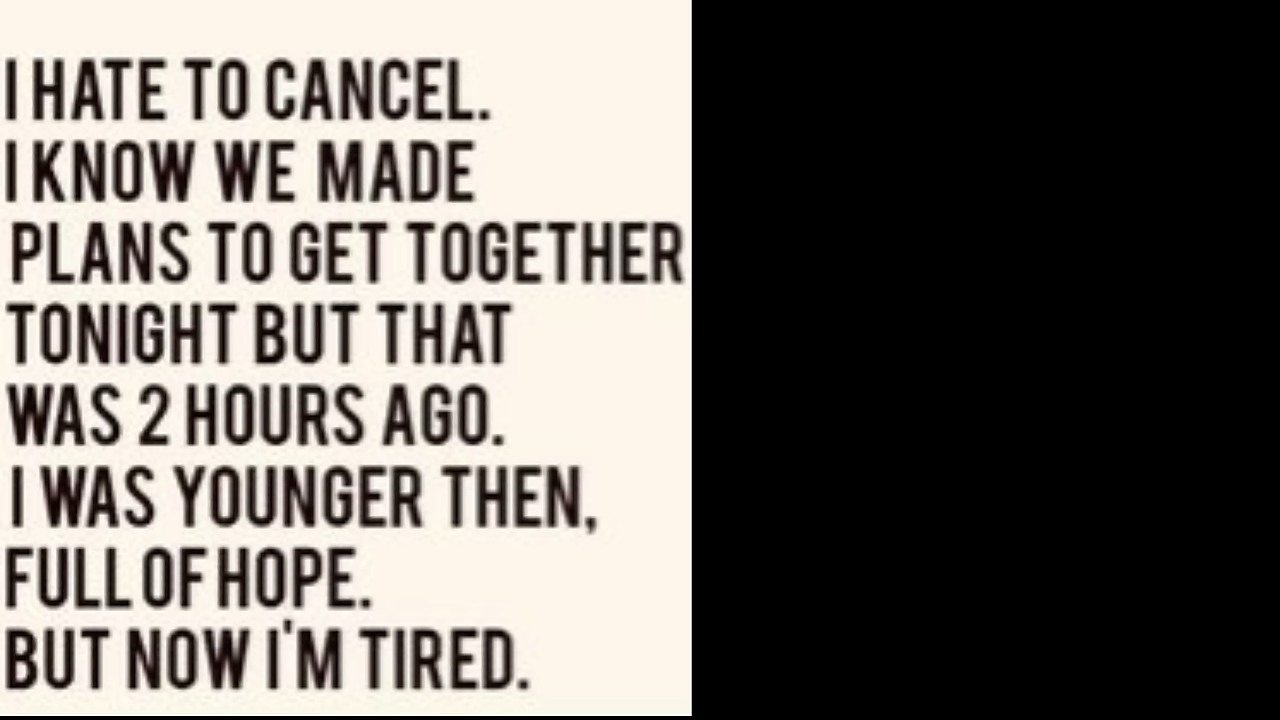 I HATE TO CANCEL.
I KNOW WE MADE
PLANS TO GET TOGETHER
TONIGHT BUT THAT
WAS 2 HOURS AGO.
I WAS YOUNGER THEN,
FULL OF HOPE.
BUT NOW I'M TIRED.